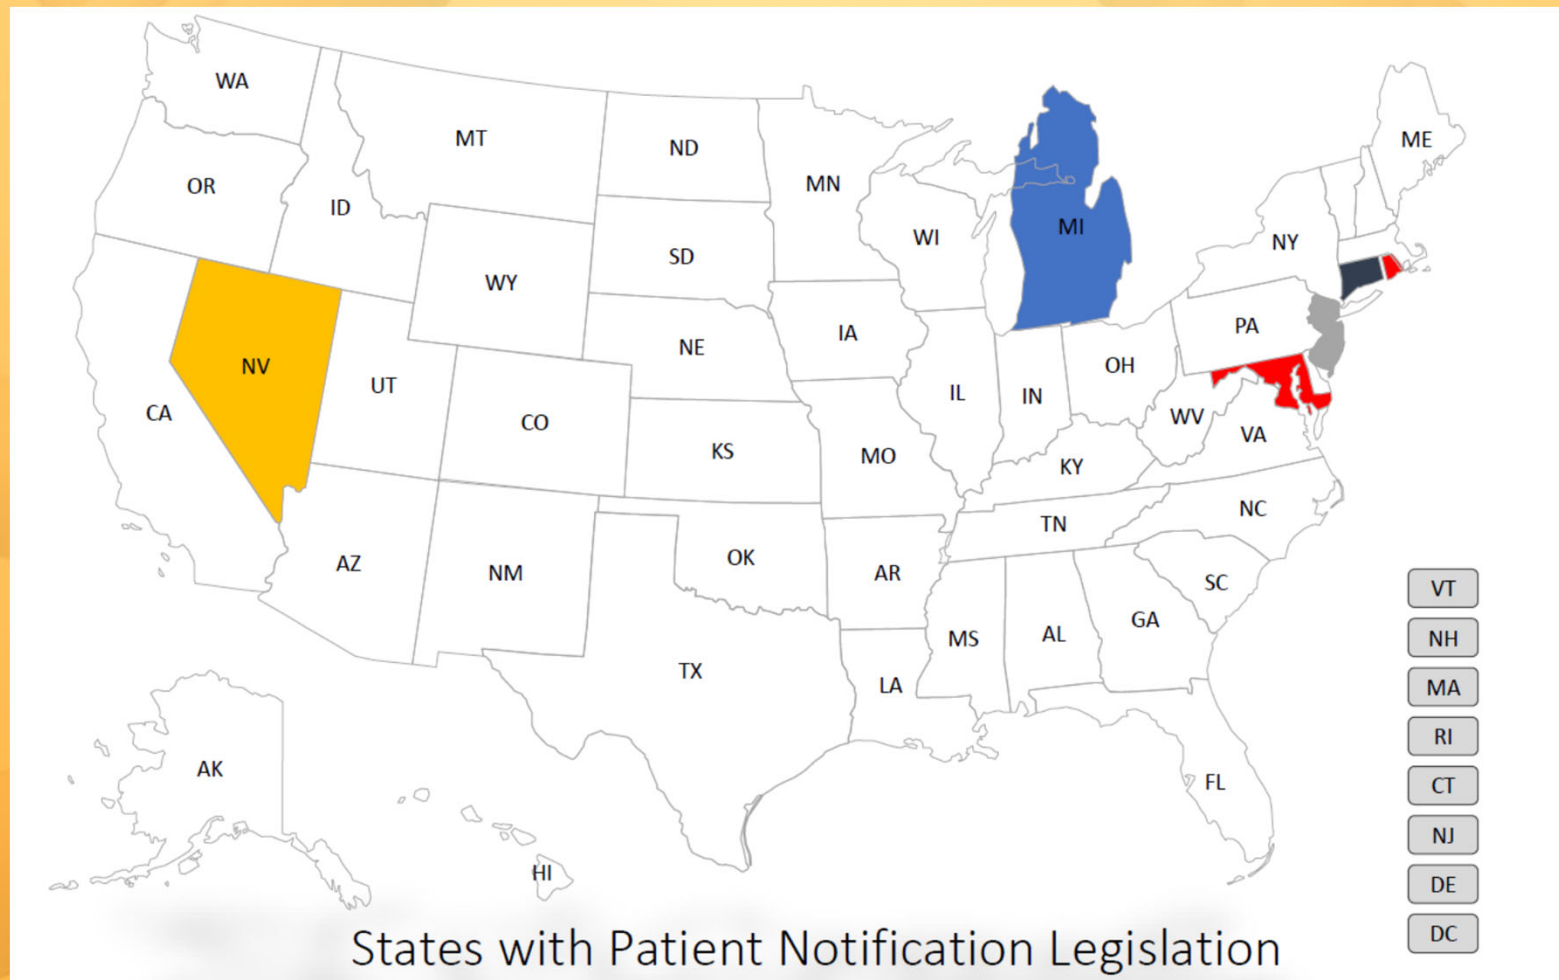 WA
MT
ND
MN
ME
OR
ID
SD
WI
MI
NY
WY
NV
UT
CA
CO
NE
IA
IL
IN
OH
PA
KS
MO
KY
WV
VA
AZ
NM
OK
AR
TN
NC
TX
LA
MS
AL
GA
SC
FL
AK
HI
VT
NH
MA
RI
CT
NJ
DE
DC
States with Patient Notification Legislation